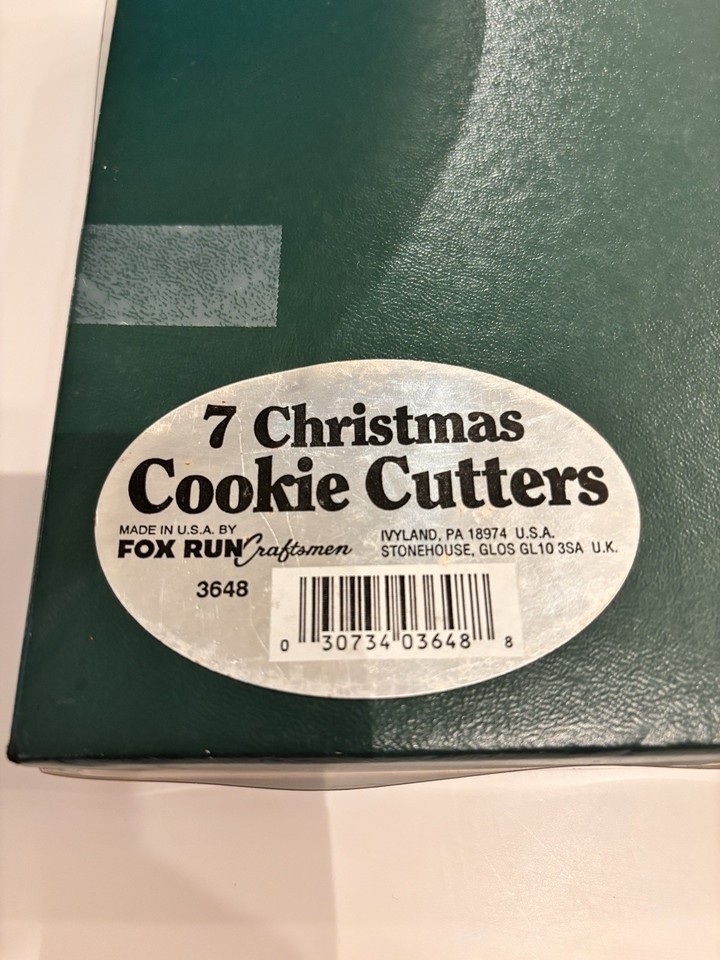 7 Christmas
Cookie Cutters
MADE IN U.S.A. BY
FOX RUN Craftsmen
IVYLAND, PA 18974 U.S.A.
STONEHOUSE, GLOS GL10 3SA U.K.
3648
0 30734 03648 8